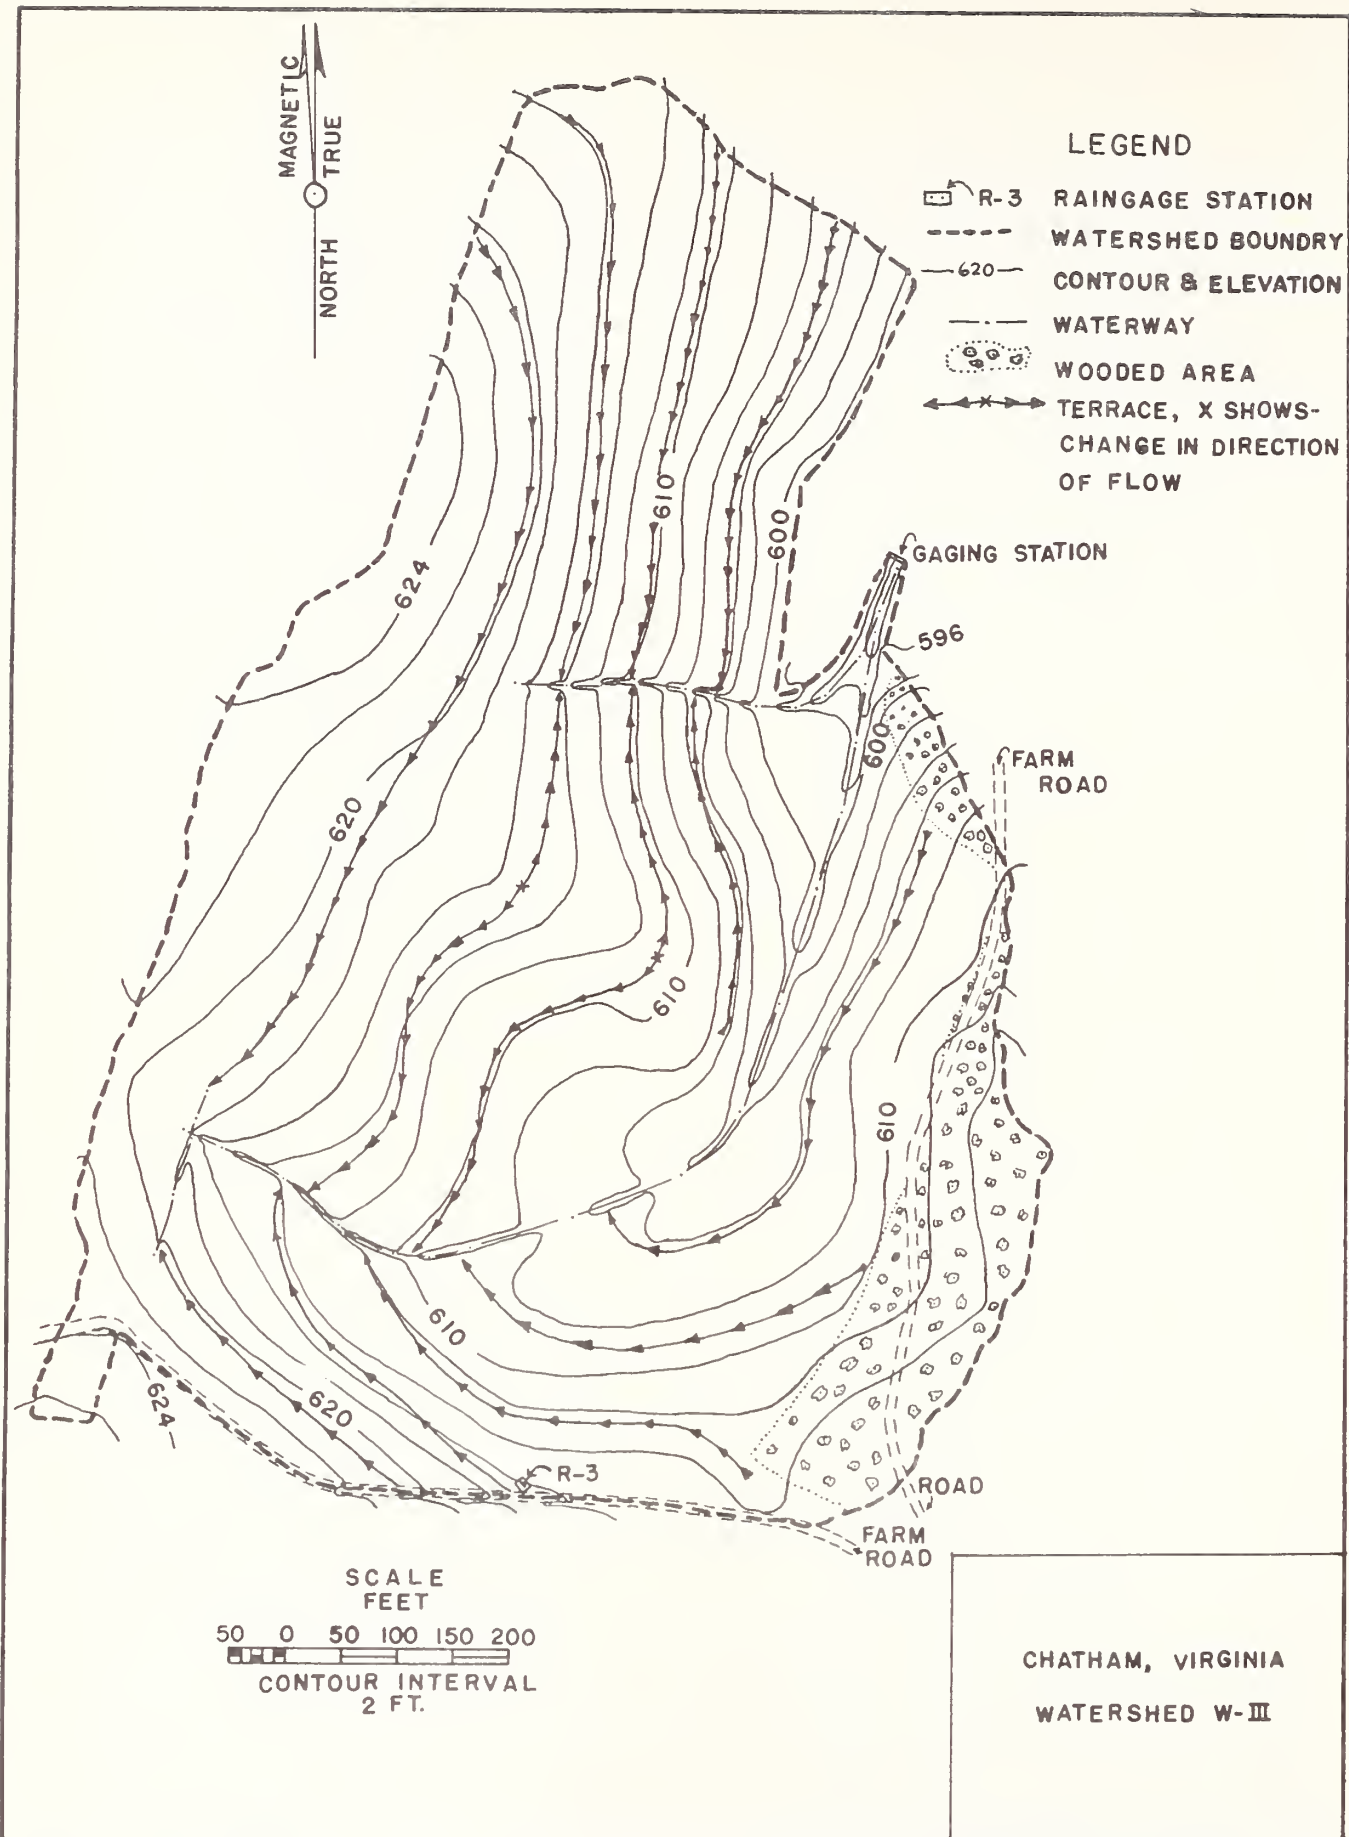 MAGNETIC
TRUE
NORTH
LEGEND
R-3 RAINGAGE STATION
WATERSHED BOUNDRY
620 CONTOUR & ELEVATION
WATERWAY
WOODED AREA
TERRACE, X SHOWS-
CHANGE IN DIRECTION
OF FLOW
610
600
GAGING STATION
624
596
600
FARM
ROAD
620
610
610
610
624
620
R-3
ROAD
FARM
ROAD
SCALE
FEET
50 0 50 100 150 200
CONTOUR INTERVAL
2 FT.
CHATHAM, VIRGINIA
WATERSHED W-III